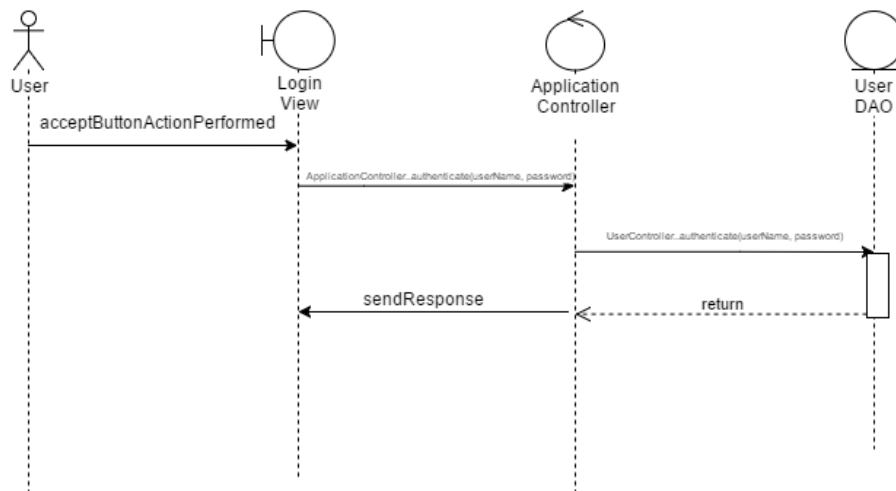 User
Login
View
Application
Controller
User
DAO
acceptButtonActionPerformed
ApplicationController..authenticate(userName, password)
UserController..authenticate(userName, password)
sendResponse
return